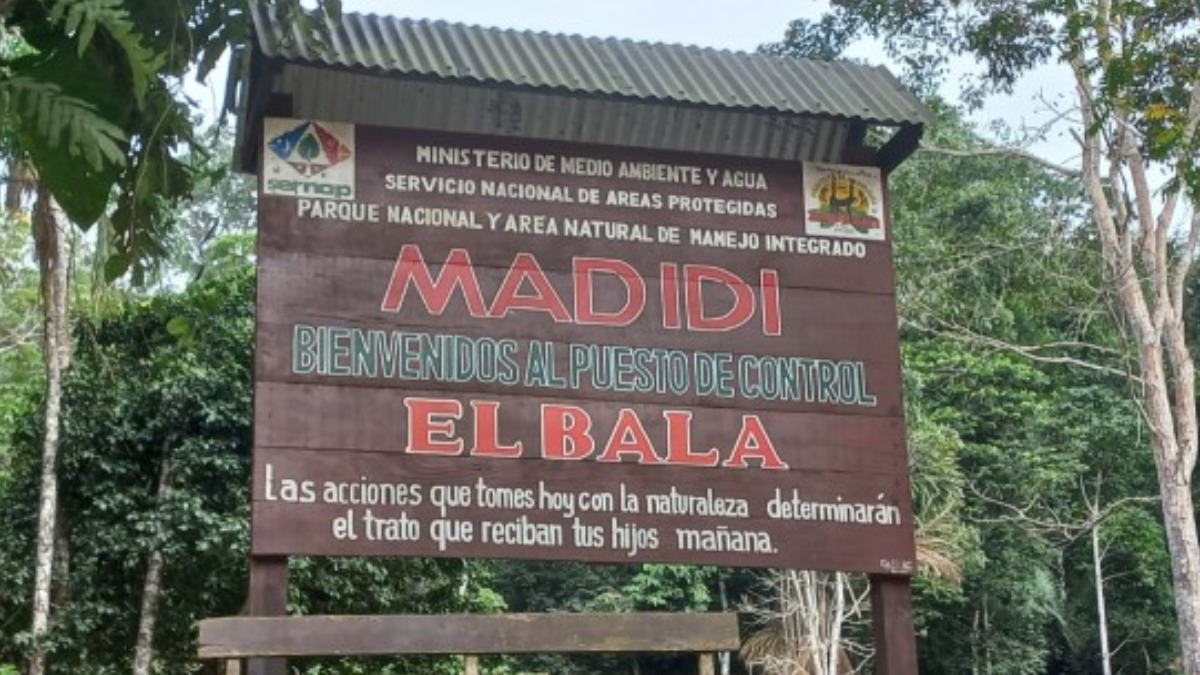 sernap
MINISTERIO DE MEDIO AMBIENTE Y AGUA
SERVICIO NACIONAL DE AREAS PROTEGIDAS
PARQUE NACIONAL Y AREA NATURAL DE MANEJO INTEGRADO
MADIDI
BIENVENIDOS AL PUESTO DE CONTROL
EL BALA
Las acciones que tomes hoy con la naturaleza determinarán
el trato que reciban tus hijos mañana.